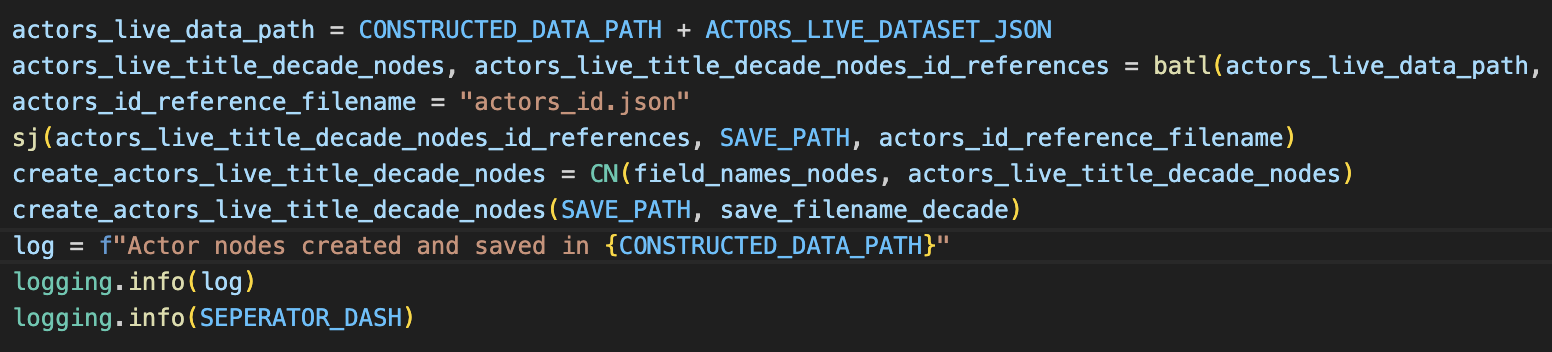 actors_live_data_path = CONSTRUCTED_DATA_PATH + ACTORS_LIVE_DATASET_JSON
actors_live_title_decade_nodes, actors_live_title_decade_nodes_id_references = batl(actors_live_data_path,
actors_id_reference_filename = "actors_id.json"
sj(actors_live_title_decade_nodes_id_references, SAVE_PATH, actors_id_reference_filename)
create_actors_live_title_decade_nodes = CN(field_names_nodes, actors_live_title_decade_nodes)
create_actors_live_title_decade_nodes(SAVE_PATH, save_filename_decade)
log = f"Actor nodes created and saved in {CONSTRUCTED_DATA_PATH}"
logging.info(log)
logging.info(SEPERATOR_DASH)